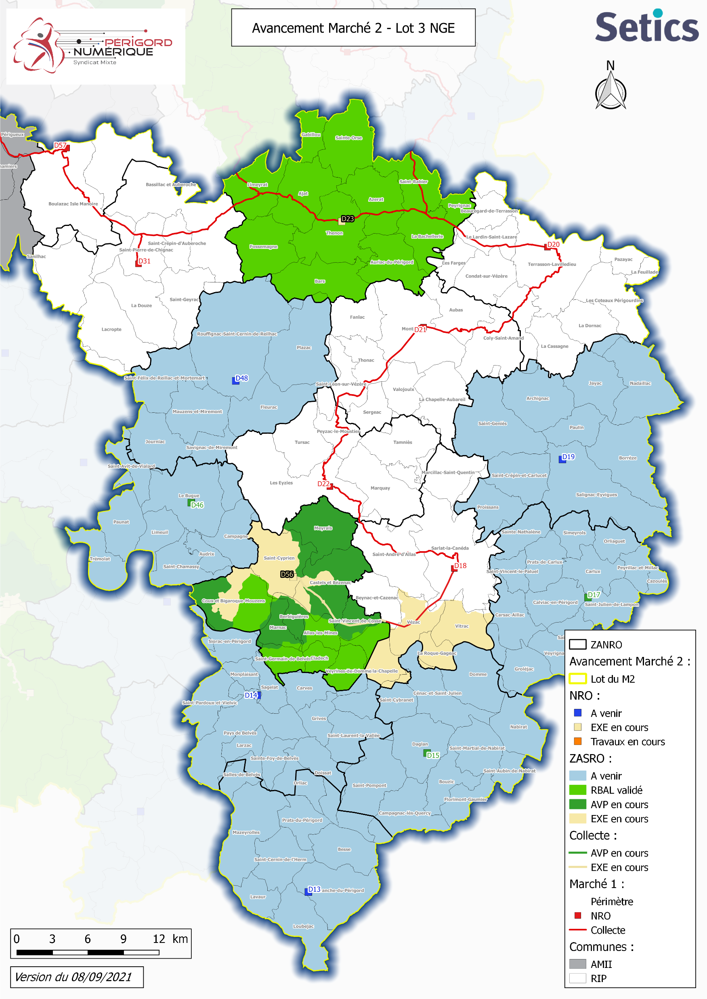 PÉRIGORD
NUMÉRIQUE
Syndicat Mixte
Avancement Marché 2 - Lot 3 NGE
Setics
N
Périgueux
D57
Gabillou
Sainte-Orse
Bassillac et Auberoche
Limeyrat
Ajat
Saint-Rabier
Azerat
Boulazac Isle Manoire
Peyrignac
Beauregard-de-Terrasson
D23
Thenon
La Bachellerie
Le Lardin-Saint-Lazare
Saint-Crépin-d'Auberoche
Saint-Pierre-de-Chignac
Fossemagne
D20
Sanilhac
D31
Auriac-du-Périgord
Les Farges
Terrasson-Lavilledieu
Pazayac
La Feuillade
Condat-sur-Vézère
Bars
Saint-Geyrac
La Douze
Les Coteaux Périgourdins
Aubas
Fanlac
La Dornac
Lacropte
Mont
D21
Rouffignac-Saint-Cernin-de-Reilhac
Coly-Saint-Amand
Plazac
La Cassagne
Thonac
Saint-Félix-de-Reillac-et-Mortemart
D48
Saint-Léon-sur-Vézère
Valojoulx
Jayac
Nadaillac
La Chapelle-Aubareil
Archignac
Fleurac
Mauzens-et-Miremont
Sergeac
Saint-Geniès
Paulin
Peyzac-le-Moustier
Journiac
Savignac-de-Miremont
Tursac
Tamniès
D19
Borrèze
Saint-Avit-de-Vialard
Marcillac-Saint-Quentin
Saint-Crépin-et-Carlucet
Les Eyzies
D22
Marquay
Le Bugue
D46
Salignac-Eyvigues
Proissans
Paunat
Limeuil
Meyrals
Campagne
Sainte-Nathalène
Simeyrols
Orliaguet
Sarlat-la-Canéda
Saint-André-d'Allas
Audrix
Saint-Cyprien
Trémolat
Saint-Chamassy
D18
Prats-de-Carlux
Saint-Vincent-le-Paluel
Carlux
Peyrillac-et-Millac
D56
Castels et Bézenac
Cazoulès
Beynac-et-Cazenac
D17
Coux et Bigaroque-Mouzens
Calviac-en-Périgord
Saint-Julien-de-Lampon
Berbiguières
Saint-Vincent-de-Cosse
Vézac
Carsac-Aillac
Marnac
Allas-les-Mines
Vitrac
Siorac-en-Périgord
La Roque-Gageac
Saint-Germain-de-Belvès
Cladech
Groléjac
Veyrines-de-Domme
la-Chapelle
Monplaisant
Domme
Sagelat
Carves
D14
Cénac-et-Saint-Julien
Saint-Cybranet
Saint-Pardoux-et-Vielvic
Grives
Nabirat
Pays de Belvès
Saint-Laurent-la-Vallée
Larzac
Daglan
Saint-Martial-de-Nabirat
D15
Sainte-Foy-de-Belvès
Saint-Aubin-de-Nabirat
Salles-de-Belvès
Doissat
Orliac
Bouzic
Saint-Pompont
Florimont-Gaumier
Campagnac-lès-Quercy
Prats-du-Périgord
Mazeyrolles
Besse
Saint-Cernin-de-l'Herm
D13
anche-du-Périgord
Lavaur
Loubejac
ZANRO
Avancement Marché 2 :
Lot du M2
NRO :
A venir
EXE en cours
Travaux en cours
ZASRO :
A venir
RBAL validé
AVP en cours
EXE en cours
Collecte :
AVP en cours
EXE en cours
Marché 1 :
Périmètre
NRO
Collecte
Communes :
AMII
RIP
0 3 6 9 12 km
Version du 08/09/2021